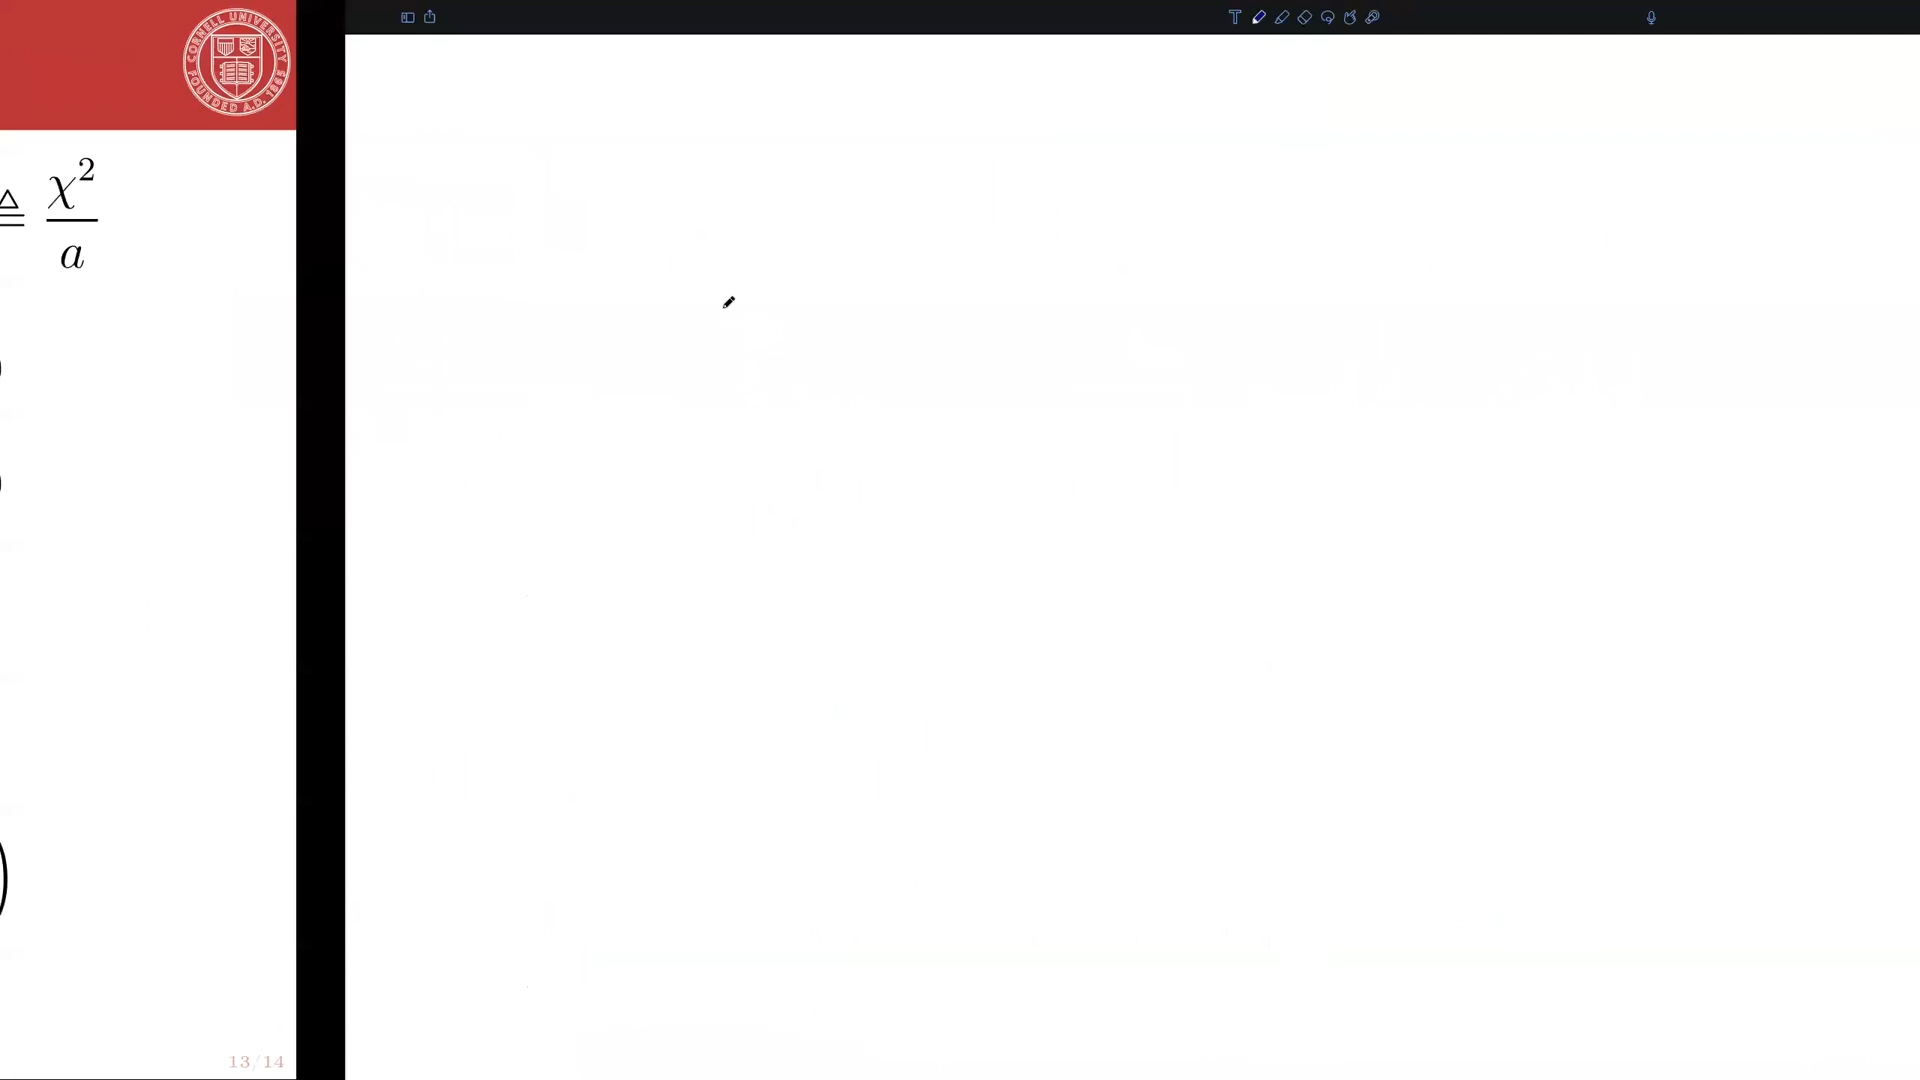 CORNELL UNIVERSITY
FOUNDED A.D. 1865
≜ χ²/a
)
)
)
13/14